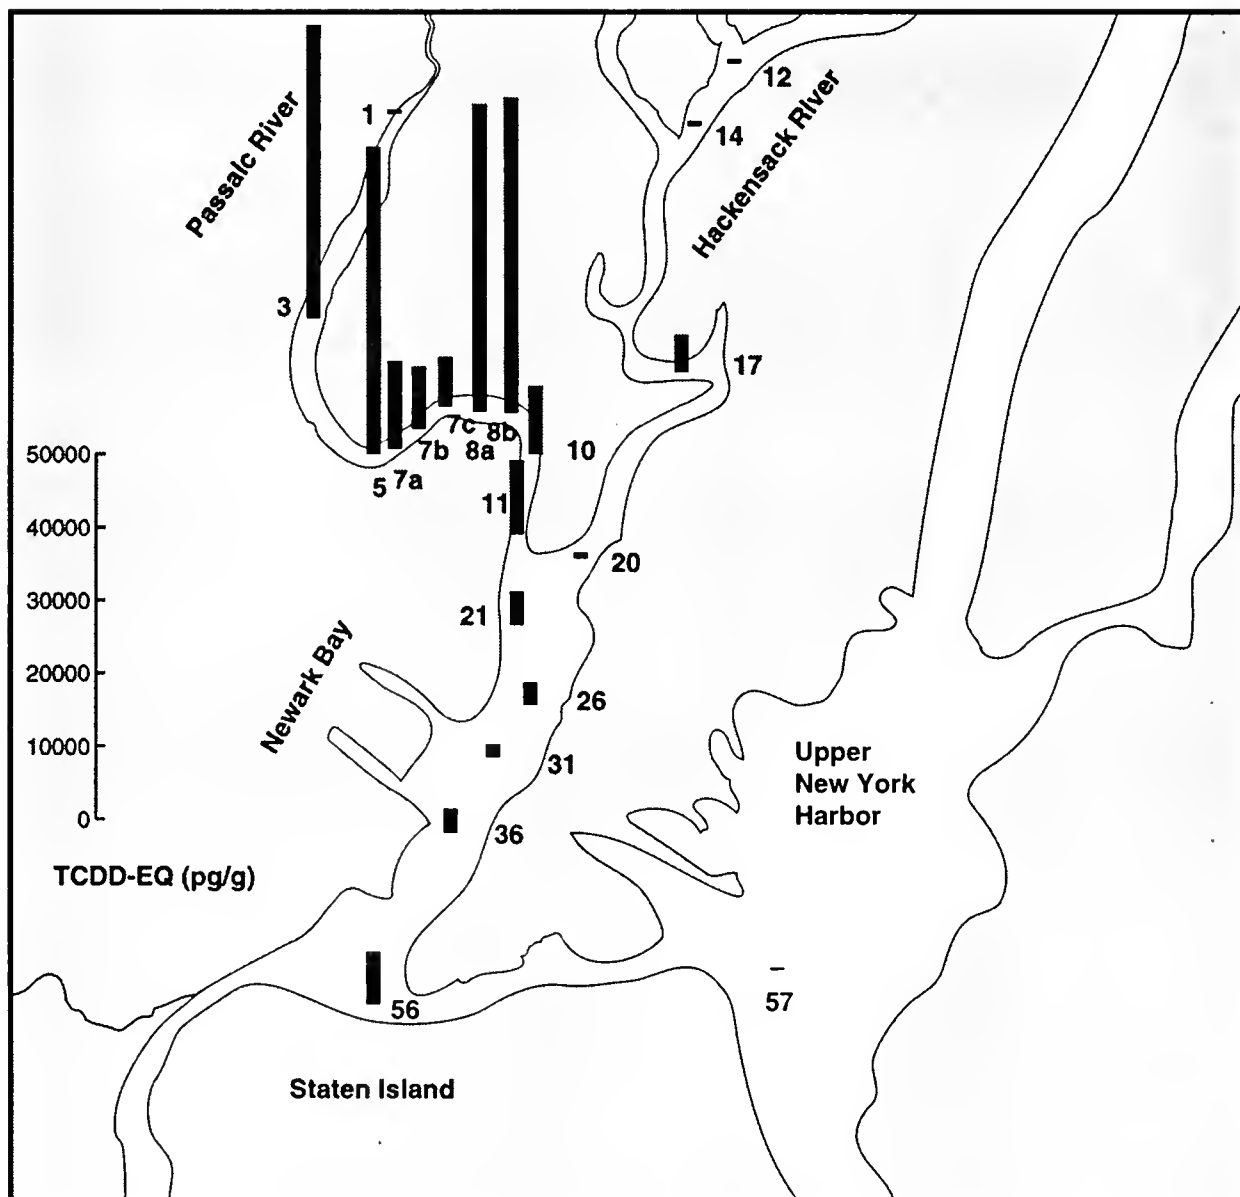 12
1
14
Passaic River
Hackensack River
3
17
7c
8b
7b
8a
10
50000
7a
5
11
40000
20
30000
21
Newark Bay
20000
26
10000
31
Upper
New York
Harbor
0
36
TCDD-EQ (pg/g)
57
56
Staten Island